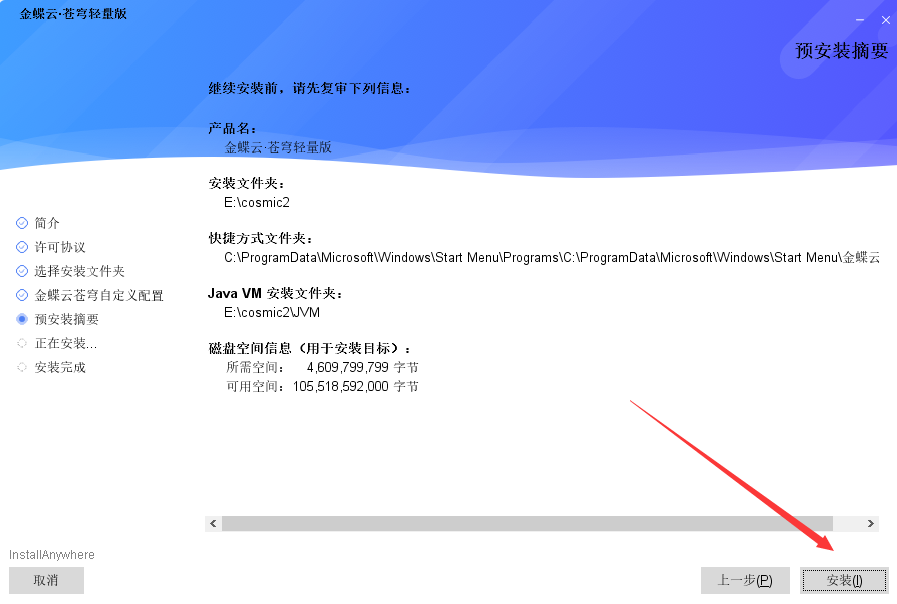 金蝶云·苍穹轻量版
预安装摘要
继续安装前，请先复审下列信息：
产品名：
金蝶云·苍穹轻量版
安装文件夹：
E:\cosmic2
快捷方式文件夹：
C:\ProgramData\Microsoft\Windows\Start Menu\Programs\C:\ProgramData\Microsoft\Windows\Start Menu\金蝶云
Java VM 安装文件夹：
E:\cosmic2\JVM
磁盘空间信息（用于安装目标）：
所需空间： 4,609,799,799 字节
可用空间：105,518,592,000 字节
简介
许可协议
选择安装文件夹
金蝶云苍穹自定义配置
预安装摘要
正在安装...
安装完成
InstallAnywhere
取消
上一步(P)
安装(I)